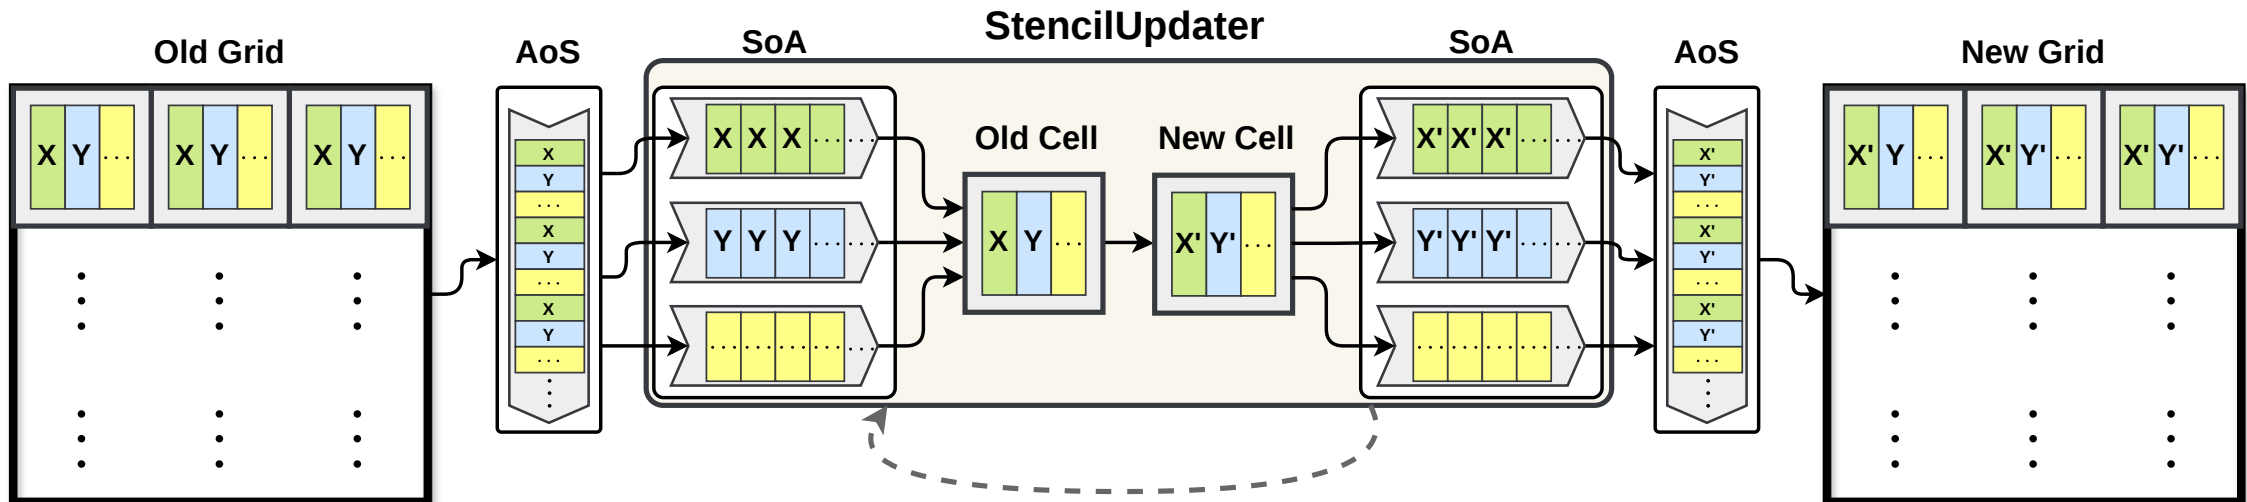 StencilUpdater
Old Grid
AoS
SoA
SoA
AoS
New Grid
X Y ... X Y ... X Y ...
X
Y
...
X
Y
...
X
Y
...
X X X ... ...
Y Y Y ... ...
... ... ... ... ...
Old Cell
X Y ...
New Cell
X' Y' ...
X' X' X' ... ...
Y' Y' Y' ... ...
... ... ... ... ...
X'
Y'
...
X'
Y'
...
X'
Y'
...
X' Y ... X' Y' ... X' Y' ...